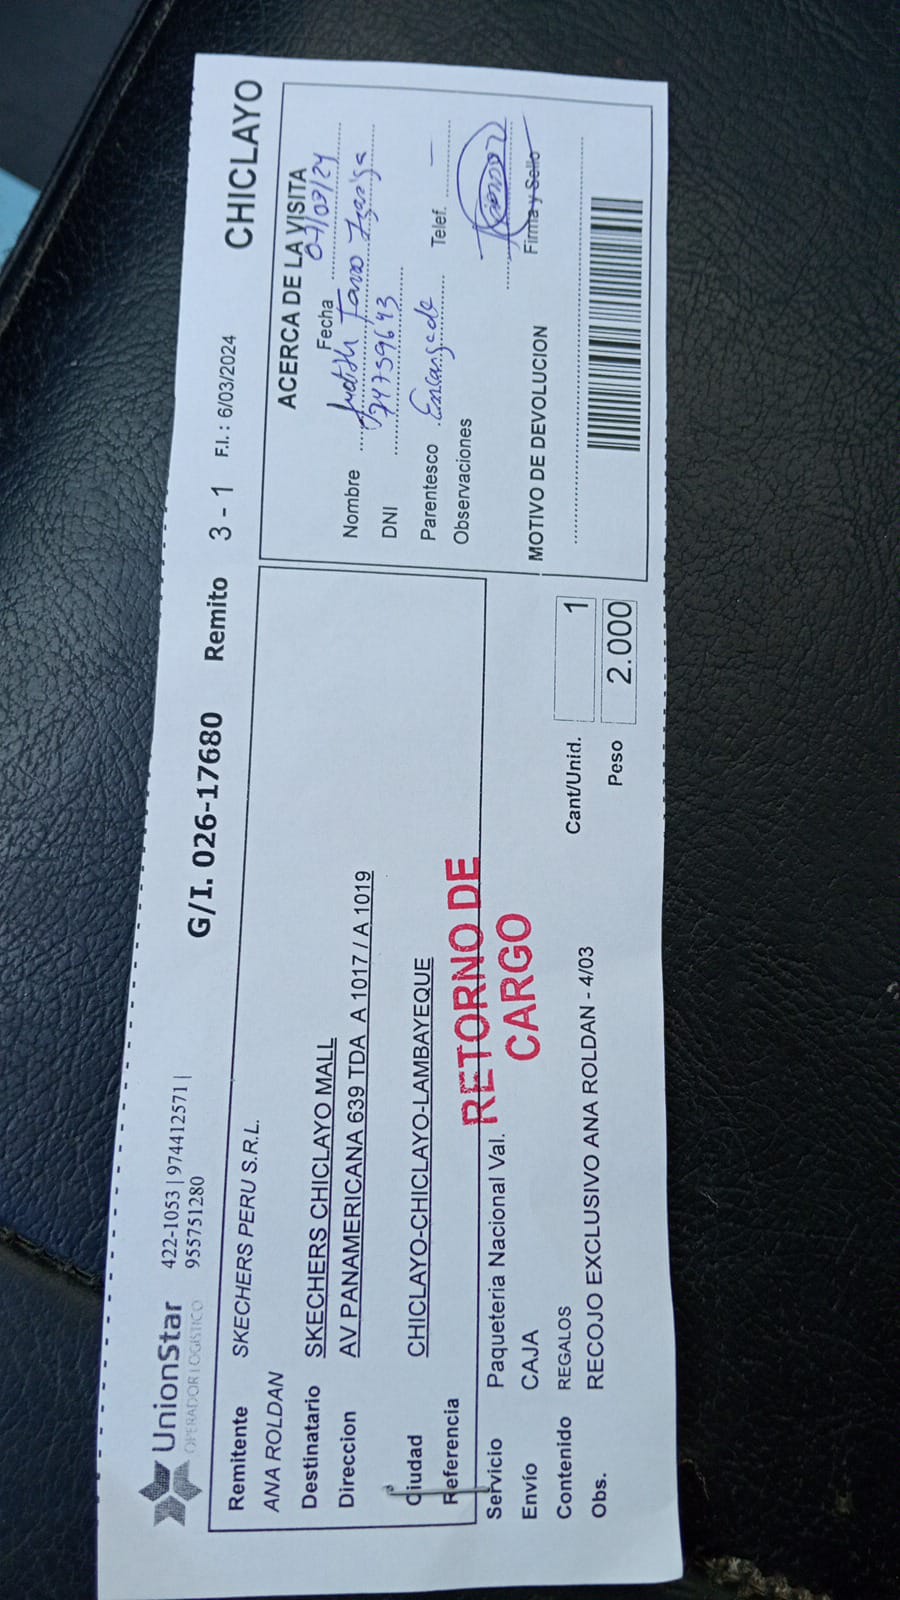 UnionStar
OPERADOR LOGISTICO
422-1053 | 974412571 |
955751280
G/I. 026-17680 Remito 3 - 1 F.I.: 6/03/2024 CHICLAYO
Remitente SKECHERS PERU S.R.L.
ANA ROLDAN
Destinatario SKECHERS CHICLAYO MALL
Direccion AV PANAMERICANA 639 TDA A 1017 / A 1019
Ciudad CHICLAYO-CHICLAYO-LAMBAYEQUE
Referencia
RETORNO DE
CARGO
Servicio Paqueteria Nacional Val.
Envío CAJA
Contenido REGALOS
Obs. RECOJO EXCLUSIVO ANA ROLDAN - 4/03
Cant/Unid. 1
Peso 2.000
ACERCA DE LA VISITA
Fecha 07/03/24
Nombre Judith
DNI 74759643
Parentesco Encargada Telef. —
Observaciones
Firma y Sello
MOTIVO DE DEVOLUCION